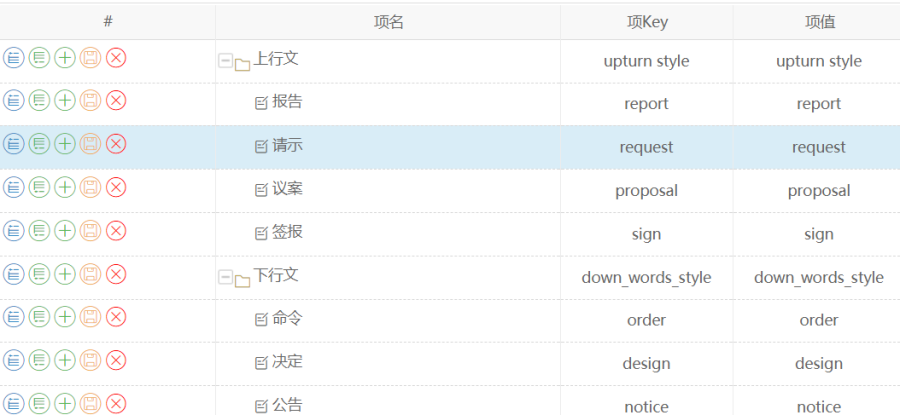 # 项名 项Key 项值
上行文 upturn style upturn style
报告 report report
请示 request request
议案 proposal proposal
签报 sign sign
下行文 down_words_style down_words_style
命令 order order
决定 design design
公告 notice notice